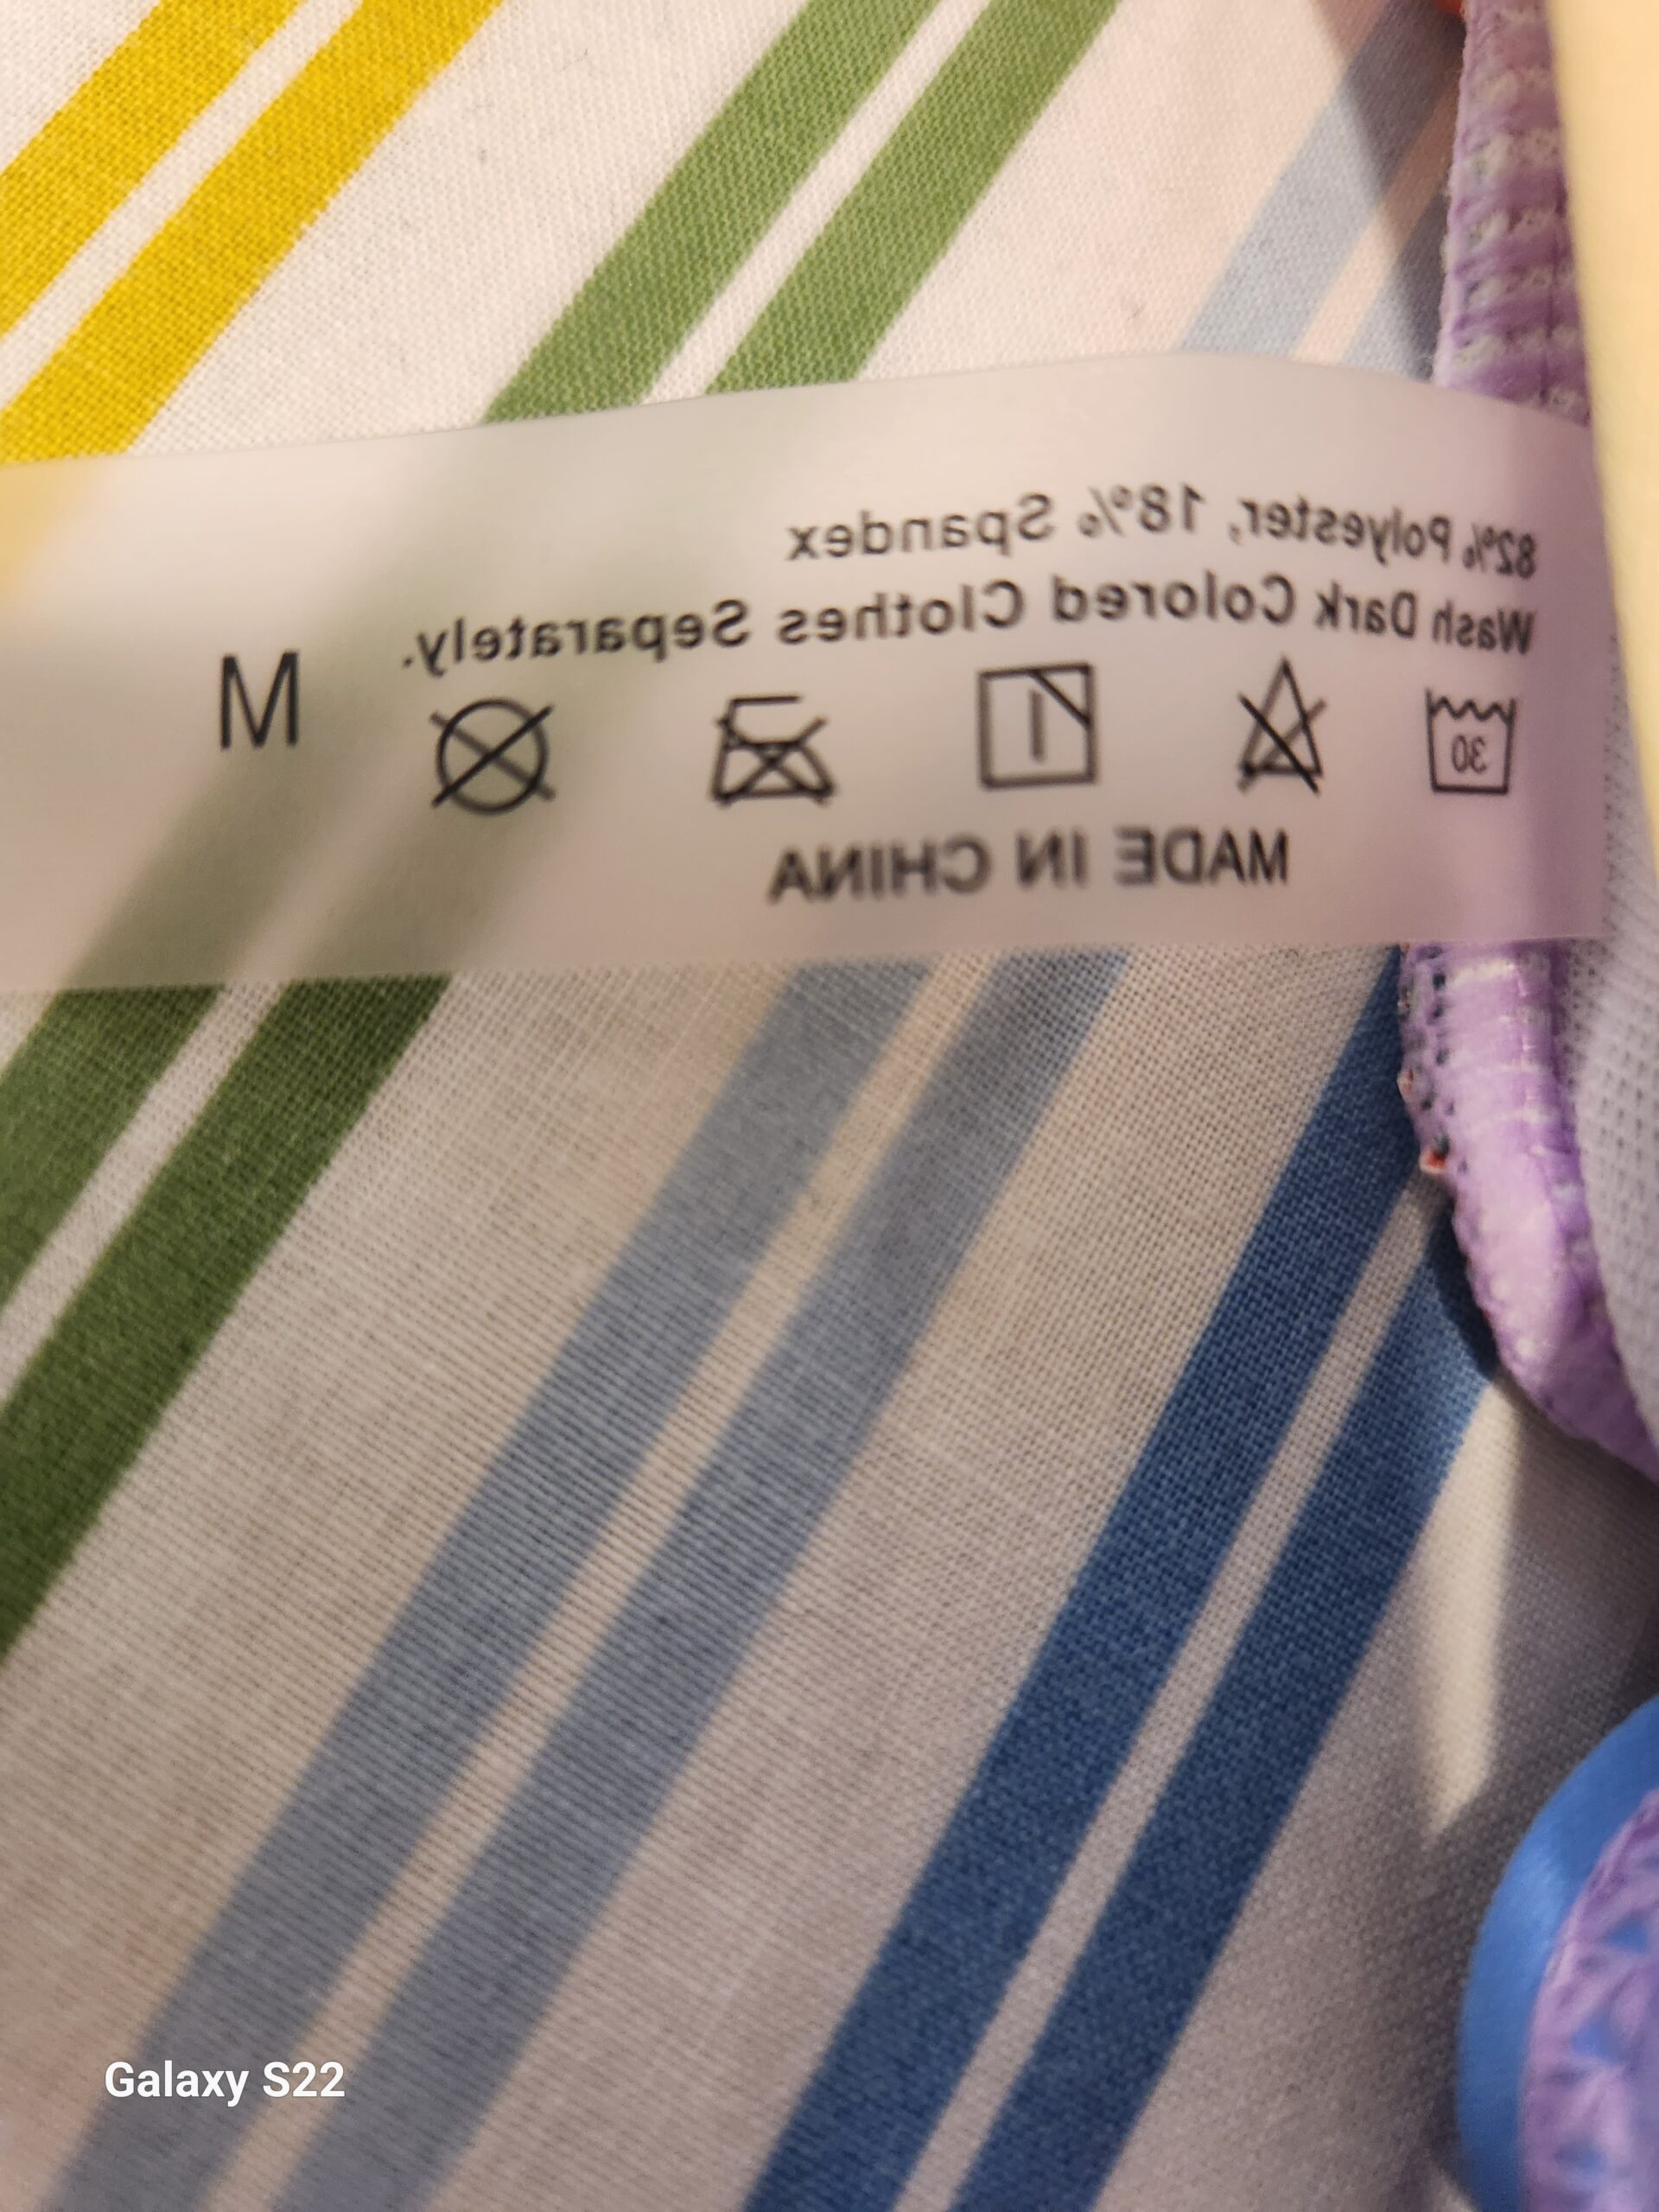 82% Polyester, 18% Spandex
Wash Dark Colored Clothes Separately.
30
M
MADE IN CHINA
Galaxy S22